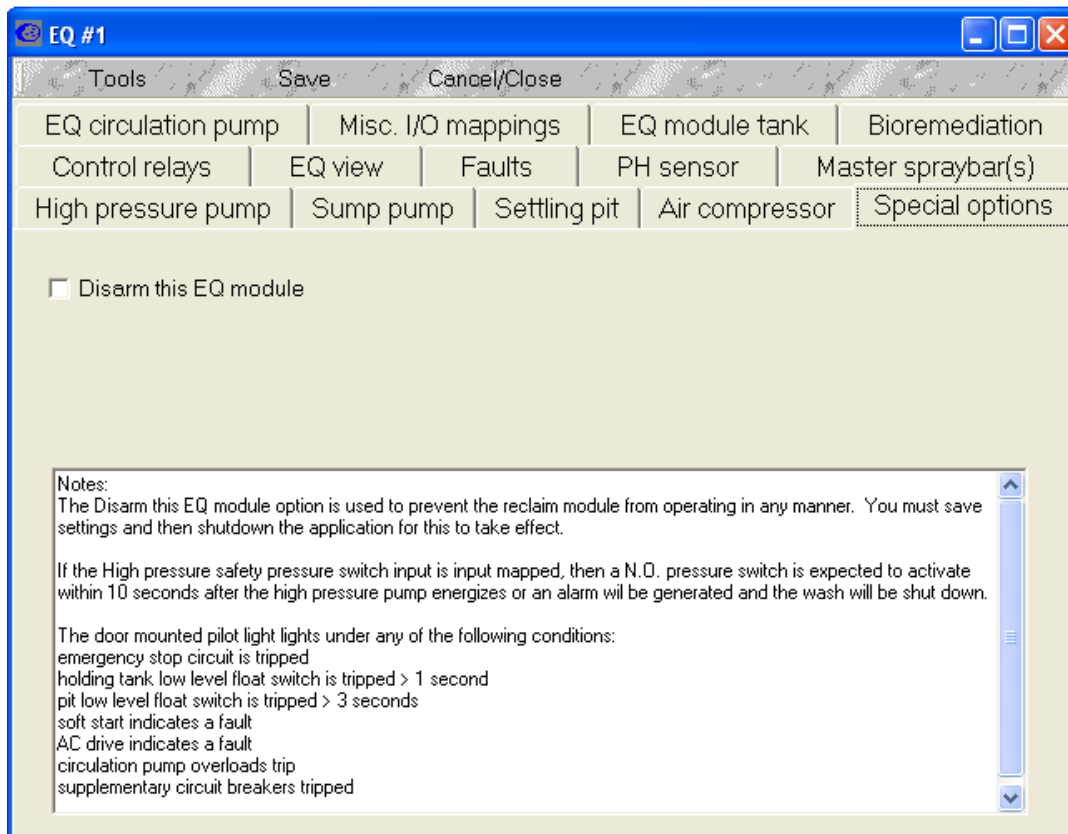 EQ #1
Tools Save Cancel/Close
EQ circulation pump Misc. I/O mappings EQ module tank Bioremediation
Control relays EQ view Faults PH sensor Master spraybar(s)
High pressure pump Sump pump Settling pit Air compressor Special options
Disarm this EQ module
Notes:
The Disarm this EQ module option is used to prevent the reclaim module from operating in any manner. You must save
settings and then shutdown the application for this to take effect.
If the High pressure safety pressure switch input is input mapped, then a N.O. pressure switch is expected to activate
within 10 seconds after the high pressure pump energizes or an alarm wil be generated and the wash will be shut down.
The door mounted pilot light lights under any of the following conditions:
emergency stop circuit is tripped
holding tank low level float switch is tripped > 1 second
pit low level float switch is tripped > 3 seconds
soft start indicates a fault
AC drive indicates a fault
circulation pump overloads trip
supplementary circuit breakers tripped